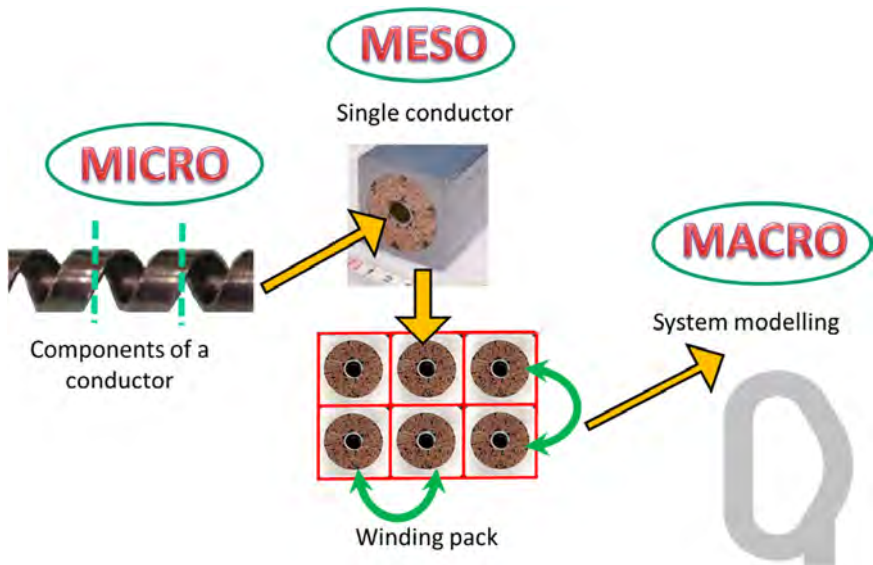 MESO
Single conductor
MICRO
Components of a
conductor
MACRO
System modelling
Winding pack